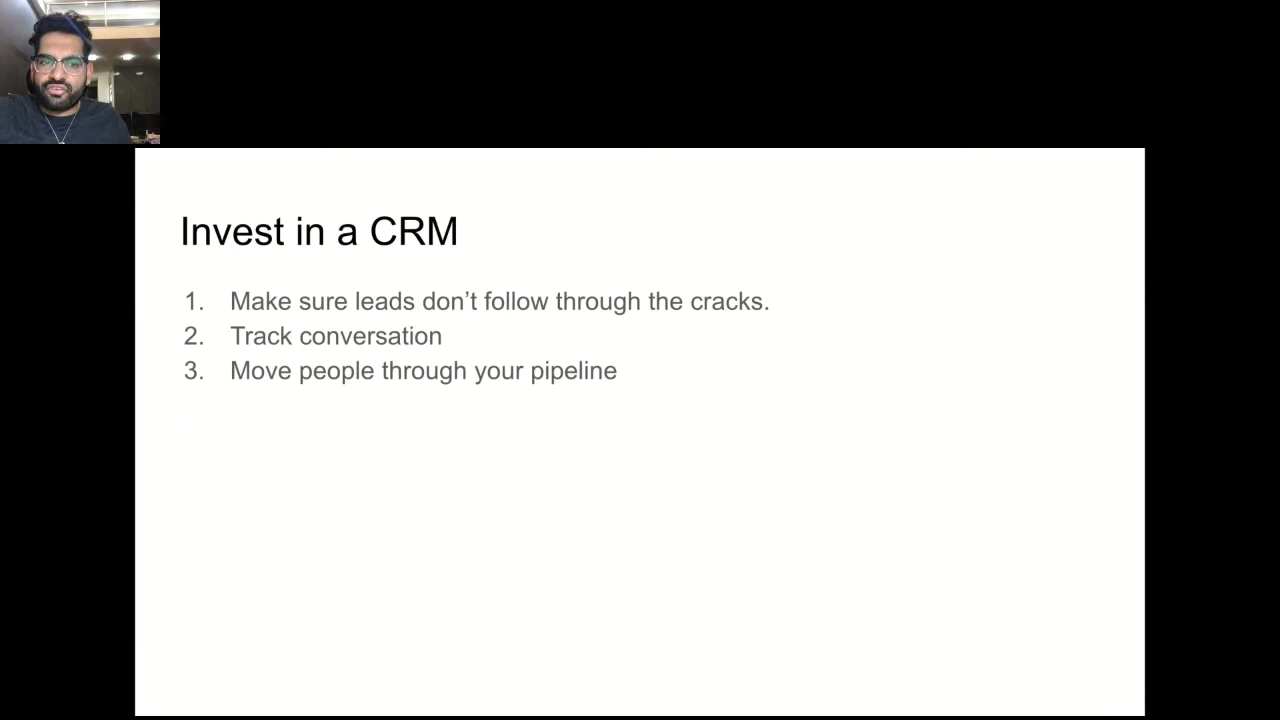 Invest in a CRM
1. Make sure leads don’t follow through the cracks.
2. Track conversation
3. Move people through your pipeline